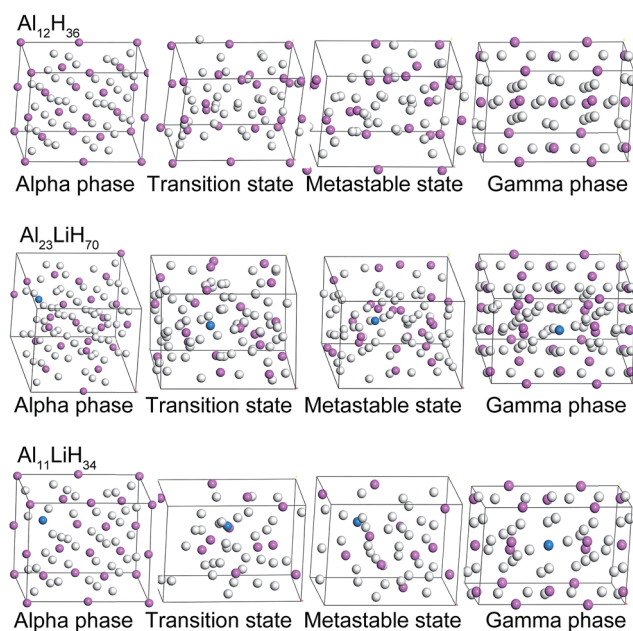 Al₁₂H₃₆
Alpha phase Transition state Metastable state Gamma phase
Al₂₃LiH₇₀
Alpha phase Transition state Metastable state Gamma phase
Al₁₁LiH₃₄
Alpha phase Transition state Metastable state Gamma phase